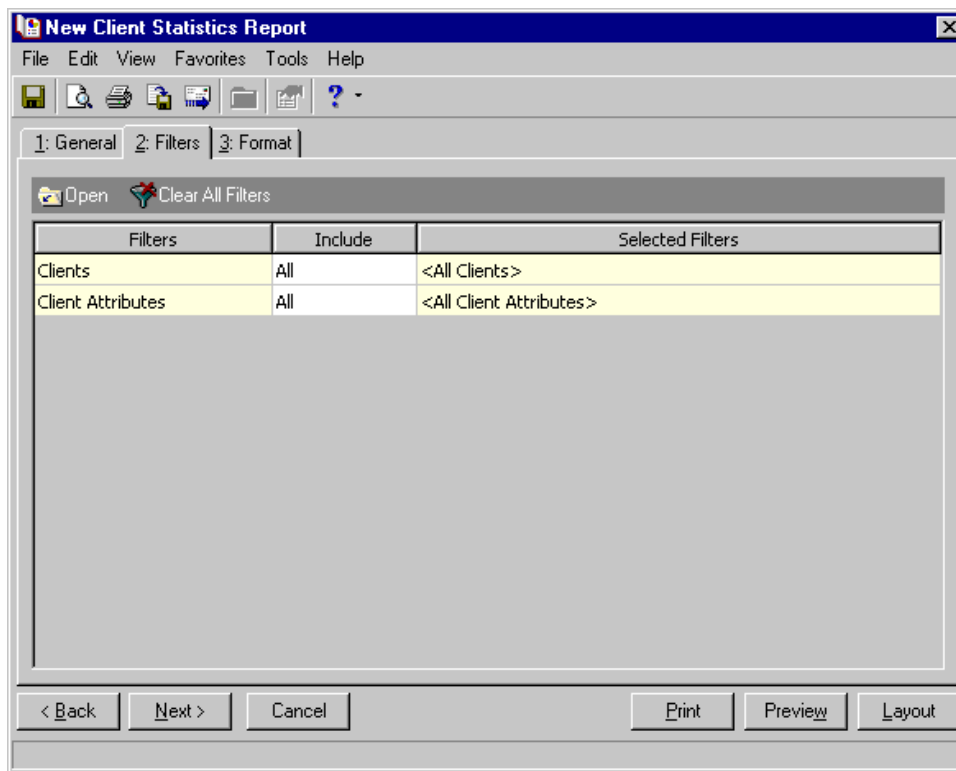 New Client Statistics Report
File Edit View Favorites Tools Help
?
1: General 2: Filters 3: Format
Open Clear All Filters
Filters Include Selected Filters
Clients All <All Clients>
Client Attributes All <All Client Attributes>
< Back Next > Cancel Print Preview Layout